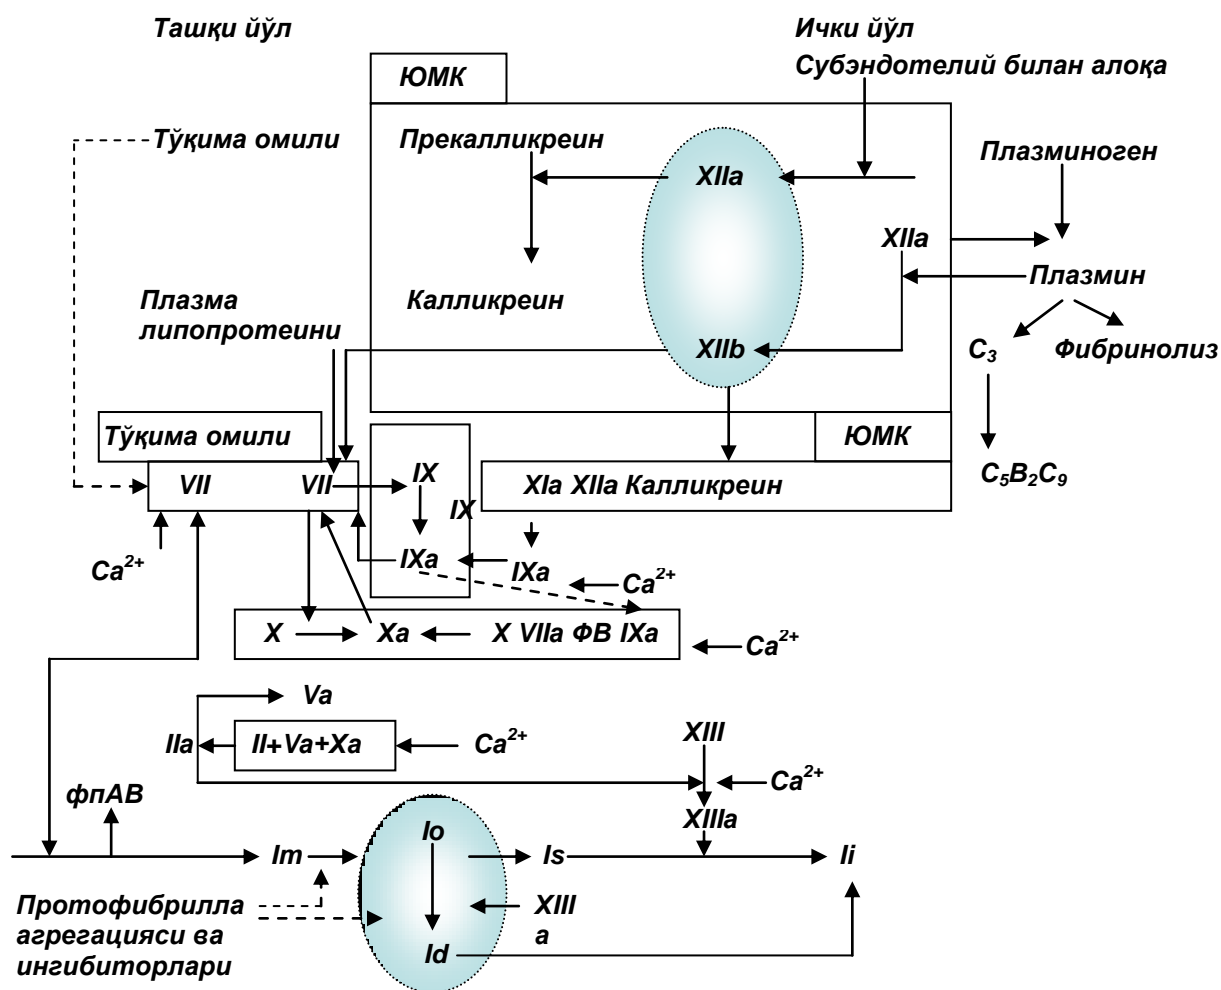 Ташқи йўл
Ички йўл
Субэндотелий билан алоқа
ЮМК
Тўқима омили
Прекалликреин
XIIa
Плазминоген
XIIa
Плазмин
Плазма
липопротеини
Калликреин
XIIb
C₃
Фибринолиз
Тўқима омили
ЮМК
VII
VII
IX
XIa XIIa Калликреин
C₅B₂C₉
IX
Ca²⁺
IXa
IXa
Ca²⁺
X
Xa
X VIIa ФВ IXa
Ca²⁺
Va
IIa
II+Va+Xa
Ca²⁺
XIII
Ca²⁺
фпАВ
XIIIa
Io
Im
Is
Ii
Протофибрилла
агрегацияси ва
ингибиторлари
XIII
a
Id